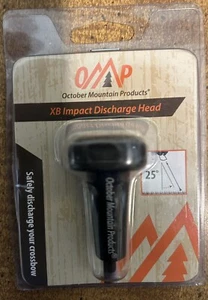 OMP
October Mountain Products®
XB Impact Discharge Head
Safely discharge your crossbow
October Mountain Products®
25"